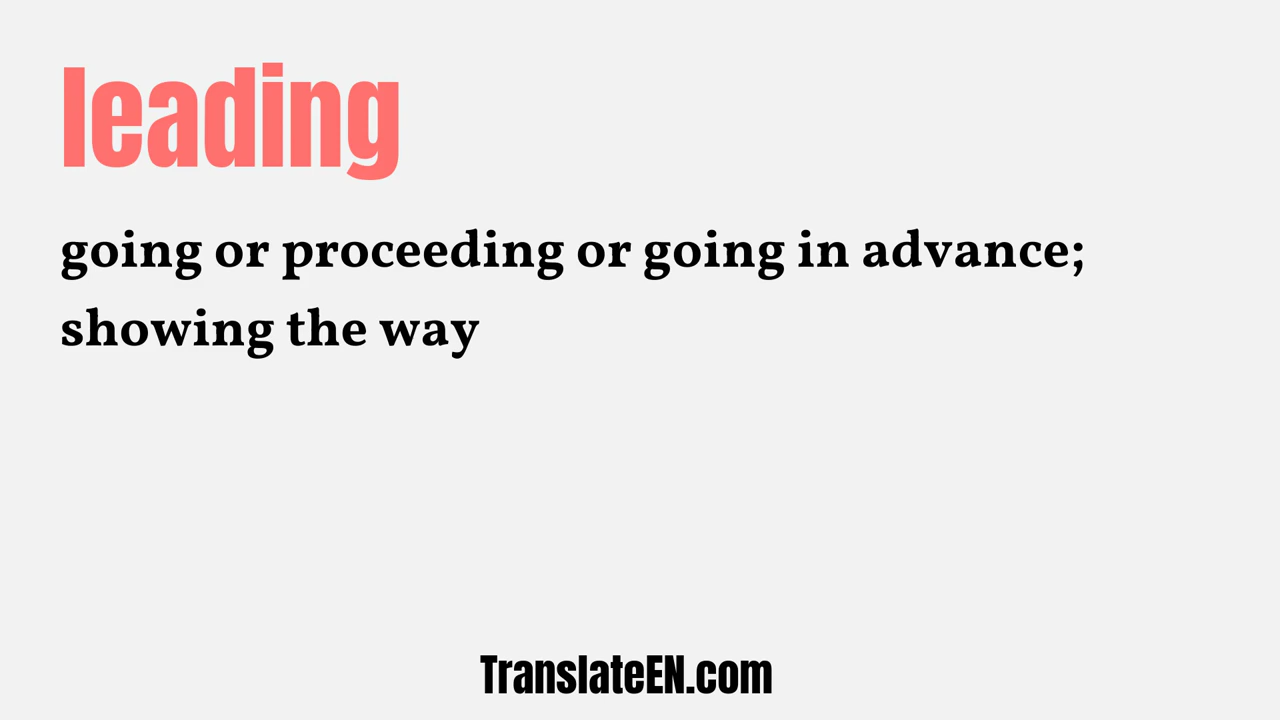 leading
going or proceeding or going in advance;
showing the way
TranslateEN.com